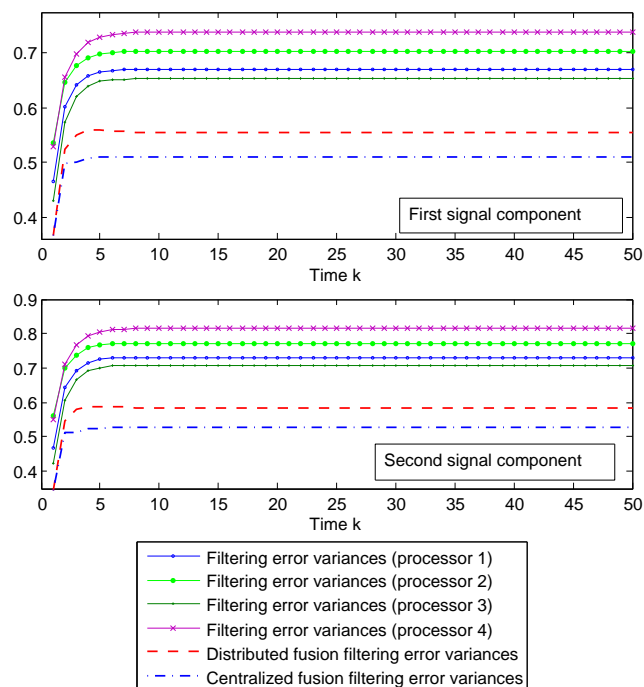 0.7
0.6
0.5
0.4
First signal component
0 5 10 15 20 25 30 35 40 45 50
Time k
0.9
0.8
0.7
0.6
0.5
0.4
Second signal component
0 5 10 15 20 25 30 35 40 45 50
Time k
Filtering error variances (processor 1)
Filtering error variances (processor 2)
Filtering error variances (processor 3)
Filtering error variances (processor 4)
Distributed fusion filtering error variances
Centralized fusion filtering error variances